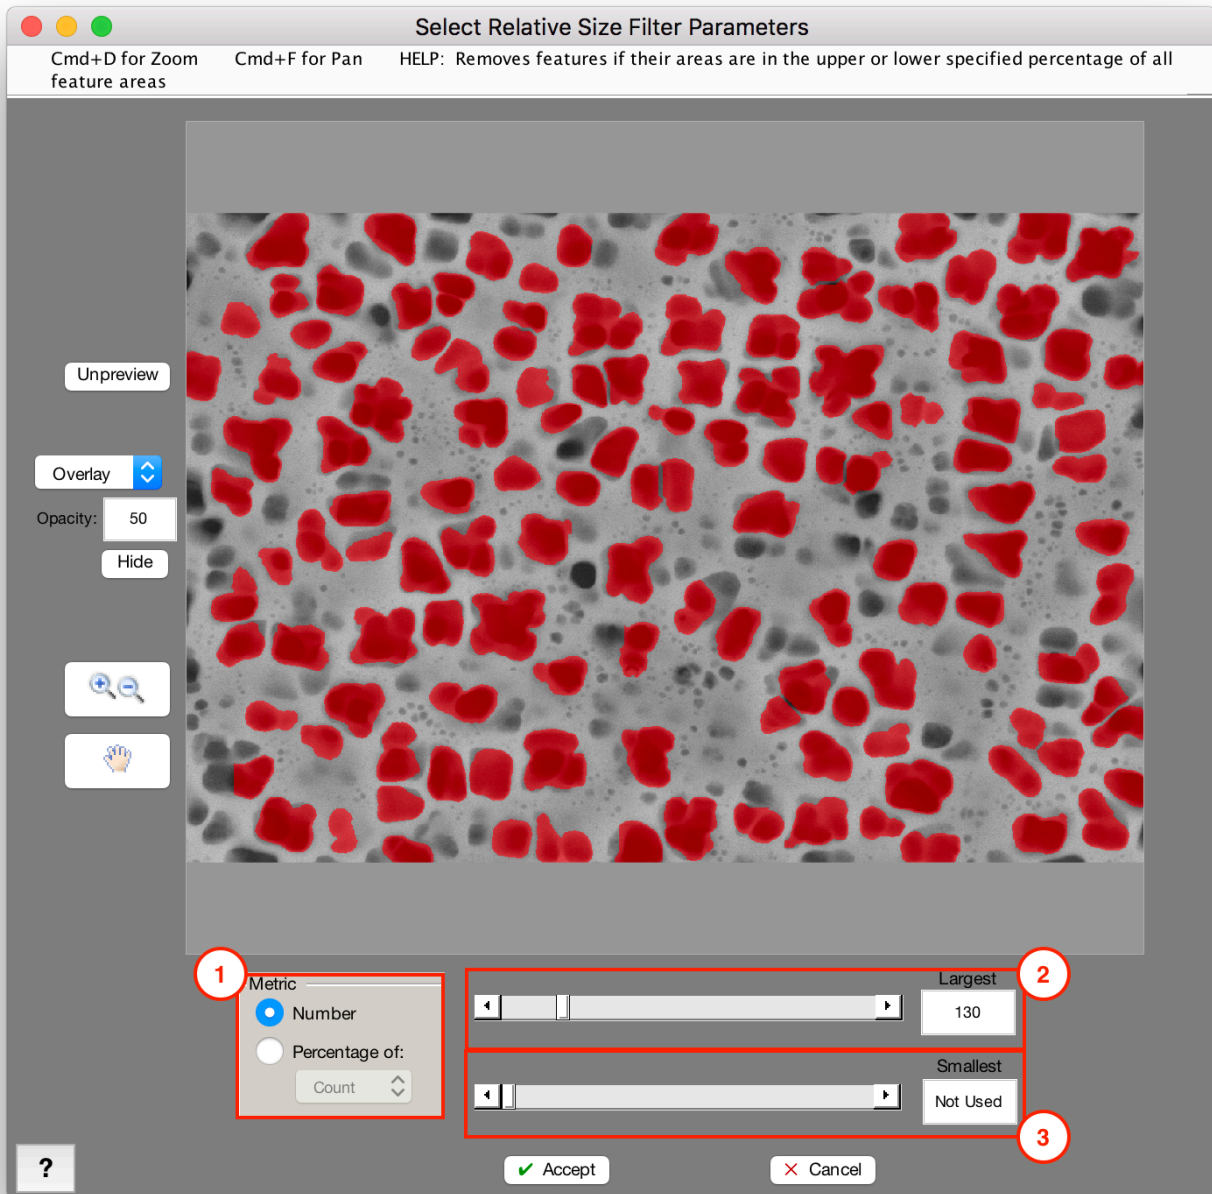 Select Relative Size Filter Parameters
Cmd+D for Zoom Cmd+F for Pan HELP: Removes features if their areas are in the upper or lower specified percentage of all
feature areas
Unpreview
Overlay
Opacity: 50
Hide
1
Metric
Number
Percentage of:
Count
2
Largest
130
Smallest
Not Used
3
?
Accept
Cancel